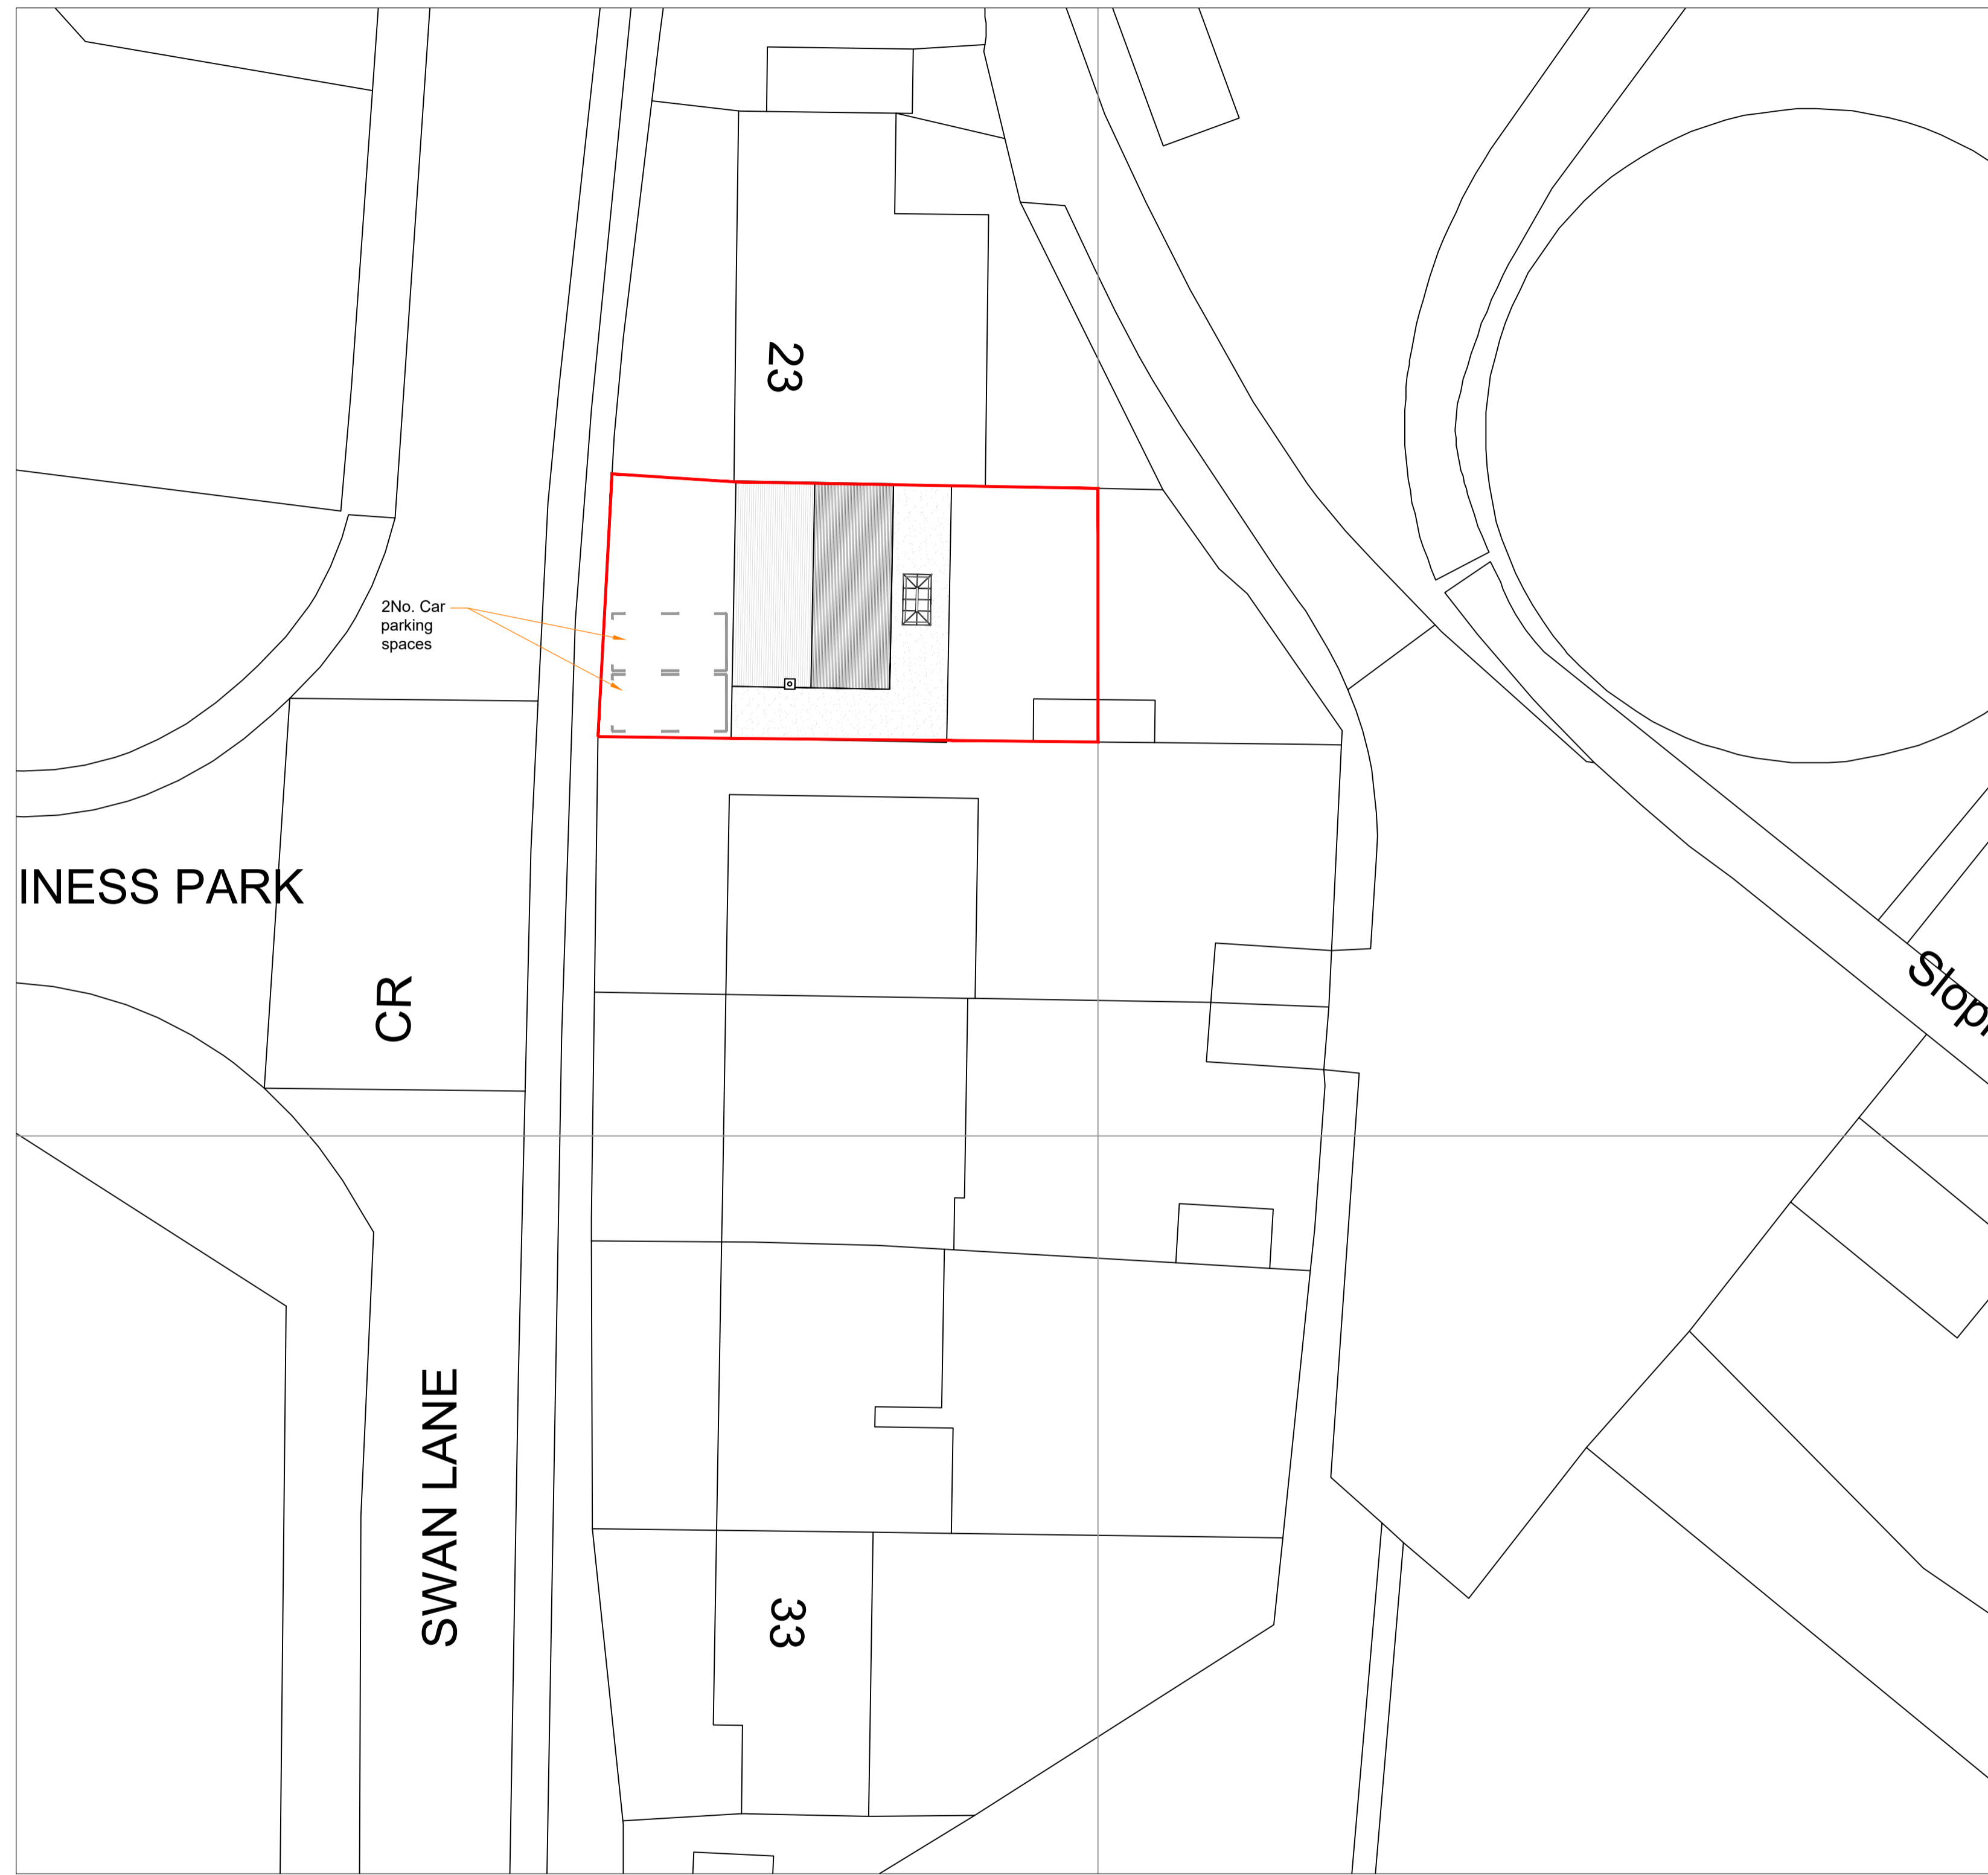 23
2No. Car
parking
spaces
INESS PARK
CR
Slop
SWAN LANE
33